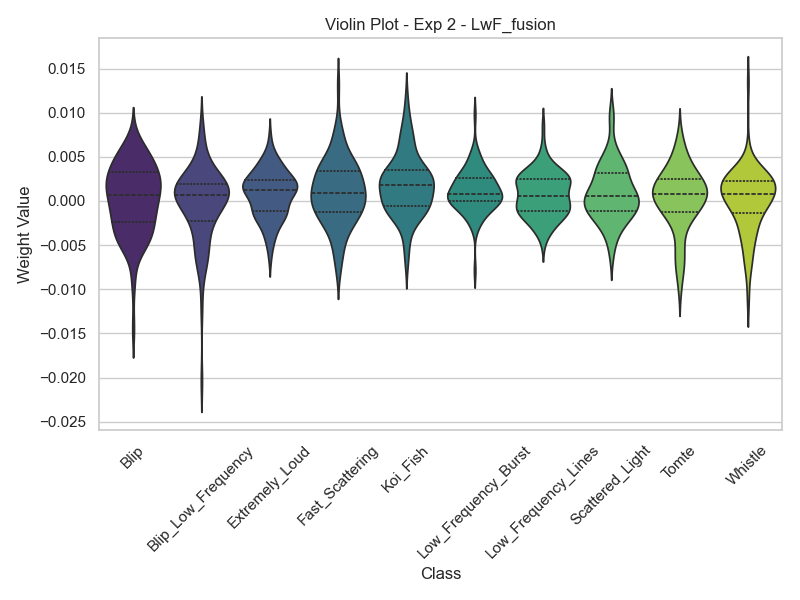 Violin Plot - Exp 2 - LwF_fusion
0.015
0.010
0.005
0.000
−0.005
−0.010
−0.015
−0.020
−0.025
Weight Value
Blip
Blip_Low_Frequency
Extremely_Loud
Fast_Scattering
Koi_Fish
Low_Frequency_Burst
Low_Frequency_Lines
Scattered_Light
Tomte
Whistle
Class